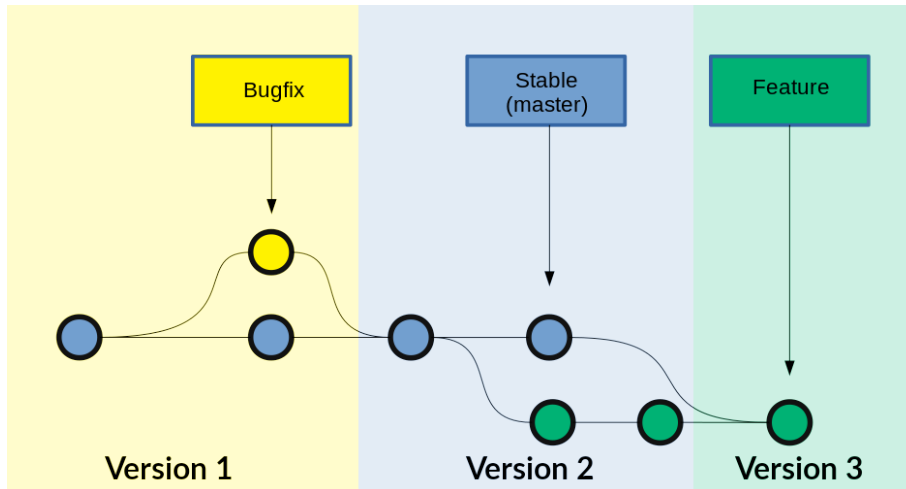 Bugfix
Stable
(master)
Feature
Version 1
Version 2
Version 3